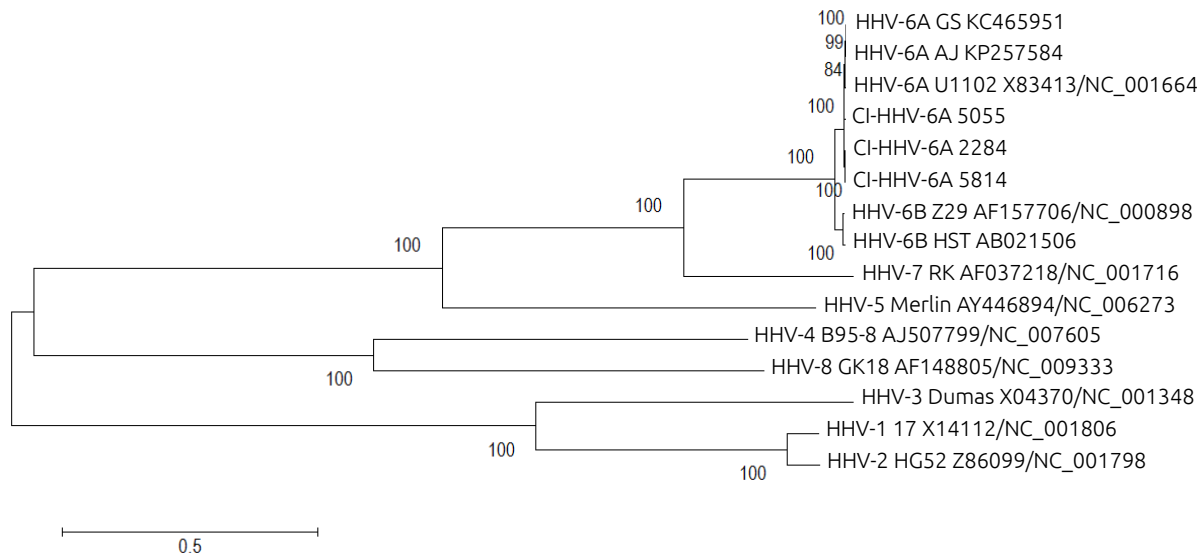 100 HHV-6A GS KC465951
99 HHV-6A AJ KP257584
84 HHV-6A U1102 X83413/NC_001664
100 CI-HHV-6A 5055
100 CI-HHV-6A 2284
100 CI-HHV-6A 5814
100 HHV-6B Z29 AF157706/NC_000898
100 HHV-6B HST AB021506
100 HHV-7 RK AF037218/NC_001716
HHV-5 Merlin AY446894/NC_006273
HHV-4 B95-8 AJ507799/NC_007605
100 HHV-8 GK18 AF148805/NC_009333
HHV-3 Dumas X04370/NC_001348
100 HHV-1 17 X14112/NC_001806
100 HHV-2 HG52 Z86099/NC_001798
0.5